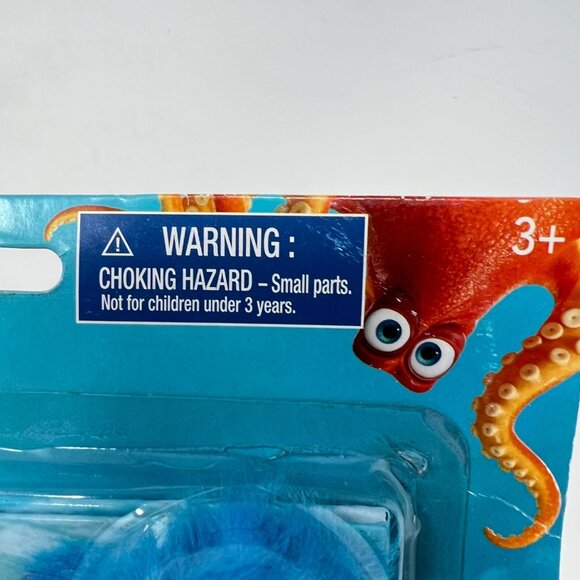 WARNING :
CHOKING HAZARD – Small parts.
Not for children under 3 years.
3+